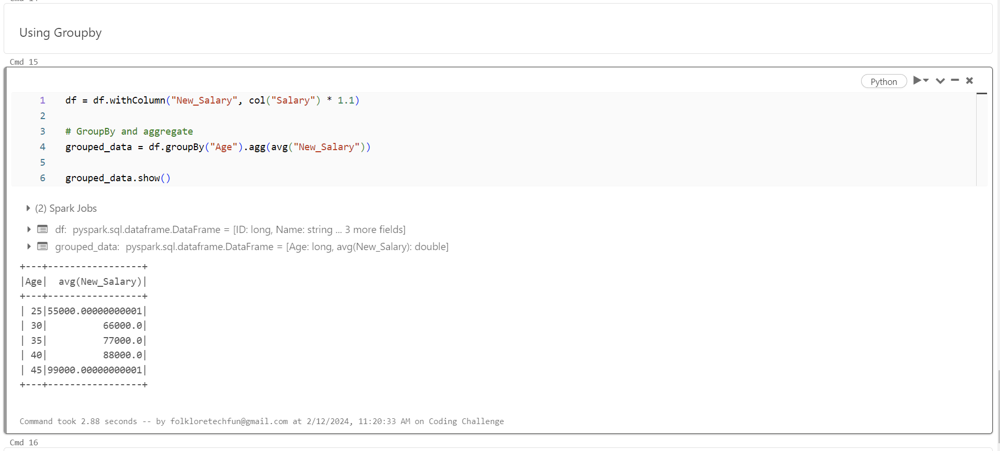 Using Groupby
Cmd 15
Python
1 df = df.withColumn("New_Salary", col("Salary") * 1.1)
2
3 # GroupBy and aggregate
4 grouped_data = df.groupBy("Age").agg(avg("New_Salary"))
5
6 grouped_data.show()
(2) Spark Jobs
df: pyspark.sql.dataframe.DataFrame = [ID: long, Name: string ... 3 more fields]
grouped_data: pyspark.sql.dataframe.DataFrame = [Age: long, avg(New_Salary): double]
+---+-----------------+
|Age|  avg(New_Salary)|
+---+-----------------+
| 25|55000.00000000001|
| 30|          66000.0|
| 35|          77000.0|
| 40|          88000.0|
| 45|99000.00000000001|
+---+-----------------+
Command took 2.88 seconds -- by folkloretechfun@gmail.com at 2/12/2024, 11:20:33 AM on Coding Challenge
Cmd 16